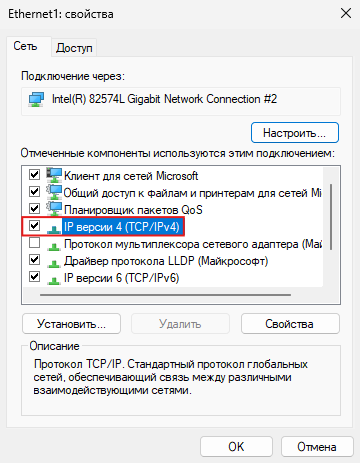 Ethernet1: свойства
Сеть Доступ
Подключение через:
Intel(R) 82574L Gigabit Network Connection #2
Настроить...
Отмеченные компоненты используются этим подключением:
Клиент для сетей Microsoft
Общий доступ к файлам и принтерам для сетей Mi
Планировщик пакетов QoS
IP версии 4 (TCP/IPv4)
Протокол мультиплексора сетевого адаптера (Ма
Драйвер протокола LLDP (Майкрософт)
IP версии 6 (TCP/IPv6)
Установить... Удалить Свойства
Описание
Протокол TCP/IP. Стандартный протокол глобальных
сетей, обеспечивающий связь между различными
взаимодействующими сетями.
OK Отмена